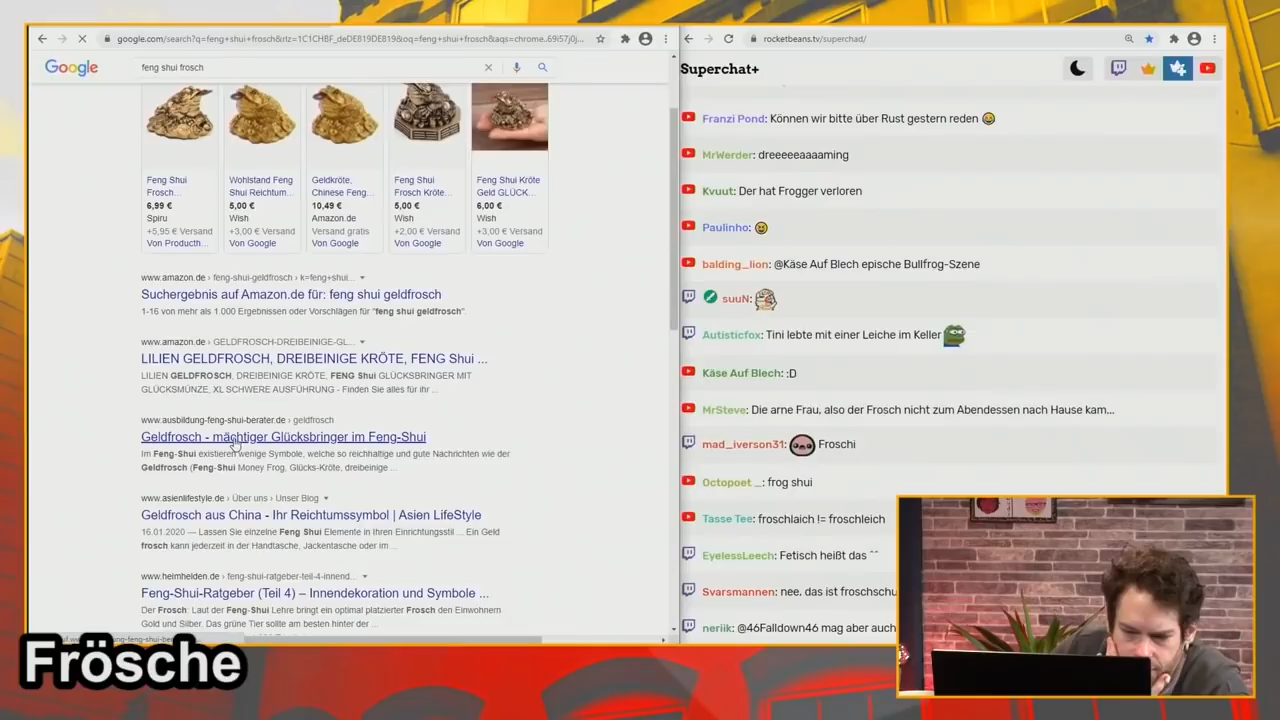 google.com/search?q=feng+shui+frosch&rlz=1C1CHBF_deDE819DE819&oq=feng+shui+frosch&aqs=chrome..69i57j0j...
Google
feng shui frosch
Feng Shui
Frosch...
6,99 €
Spiru
+5,95 € Versand
Von Producth...
Wohlstand Feng
Shui Reichtum...
5,00 €
Wish
+3,00 € Versand
Von Google
Geldkröte,
Chinese Feng...
10,49 €
Amazon.de
Versand gratis
Von Google
Feng Shui
Frosch Kröte...
5,00 €
Wish
+2,00 € Versand
Von Google
Feng Shui Kröte
Geld GLÜCK...
6,00 €
Wish
+3,00 € Versand
Von Google
www.amazon.de › feng-shui-geldfrosch › k=feng+shui...
Suchergebnis auf Amazon.de für: feng shui geldfrosch
1-16 von mehr als 1.000 Ergebnissen oder Vorschlägen für "feng shui geldfrosch".
www.amazon.de › GELDFROSCH-DREIBEINIGE-GL...
LILIEN GELDFROSCH, DREIBEINIGE KRÖTE, FENG Shui ...
LILIEN GELDFROSCH, DREIBEINIGE KRÖTE, FENG Shui GLÜCKSBRINGER MIT
GLÜCKSMÜNZE, XL SCHWERE AUSFÜHRUNG - Finden Sie alles für ihr ...
www.ausbildung-feng-shui-berater.de › geldfrosch
Geldfrosch - mächtiger Glücksbringer im Feng-Shui
Im Feng-Shui existieren wenige Symbole, welche so reichhaltige und gute Nachrichten wie der
Geldfrosch (Feng-Shui Money Frog, Glücks-Kröte, dreibeinige ...
www.asienlifestyle.de › Über uns › Unser Blog
Geldfrosch aus China - Ihr Reichtumssymbol | Asien LifeStyle
16.01.2020 — Lassen Sie einzelne Feng Shui Elemente in Ihren Einrichtungsstil ... Ein Geld
frosch kann jederzeit in der Handtasche, Jackentasche oder im ...
www.heimhelden.de › feng-shui-ratgeber-teil-4-innend...
Feng-Shui-Ratgeber (Teil 4) – Innendekoration und Symbole ...
Der Frosch: Laut der Feng-Shui Lehre bringt ein optimal platzierter Frosch den Einwohnern
Gold und Silber. Das grüne Tier sollte am besten hinter der ...
rocketbeans.tv/superchad/
Superchat+
Franzi Pond: Können wir bitte über Rust gestern reden
MrWerder: dreeeeeaaaaming
Kvuut: Der hat Frogger verloren
Paulinho:
balding_lion: @Käse Auf Blech epische Bullfrog-Szene
suuN:
Autisticfox: Tini lebte mit einer Leiche im Keller
Käse Auf Blech: :D
MrSteve: Die arne Frau, also der Frosch nicht zum Abendessen nach Hause kam...
mad_iverson31: Froschi
Octopoet _: frog shui
Tasse Tee: froschlaich != froschleich
EyelessLeech: Fetisch heißt das ^^
Svarsmannen: nee, das ist froschschu
neriik: @46Falldown46 mag aber auch
Frösche